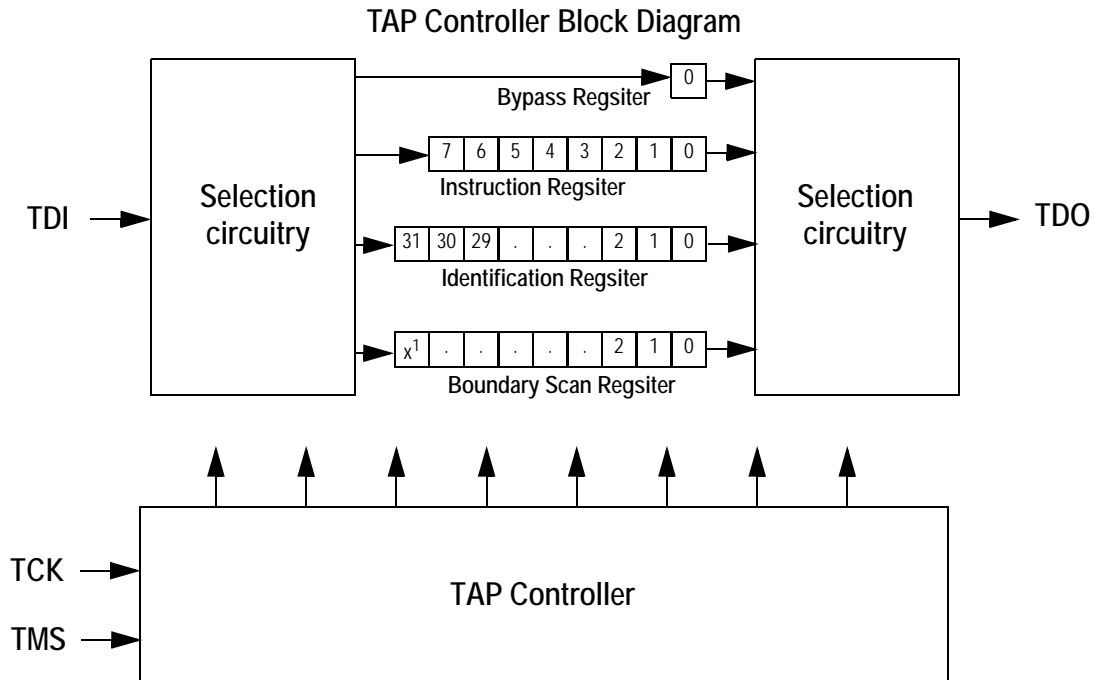 TAP Controller Block Diagram
0
Bypass Regsiter
7 6 5 4 3 2 1 0
Instruction Regsiter
TDI
Selection
circuitry
Selection
circuitry
TDO
31 30 29 . . . 2 1 0
Identification Regsiter
x1 . . . . . 2 1 0
Boundary Scan Regsiter
TCK
TAP Controller
TMS